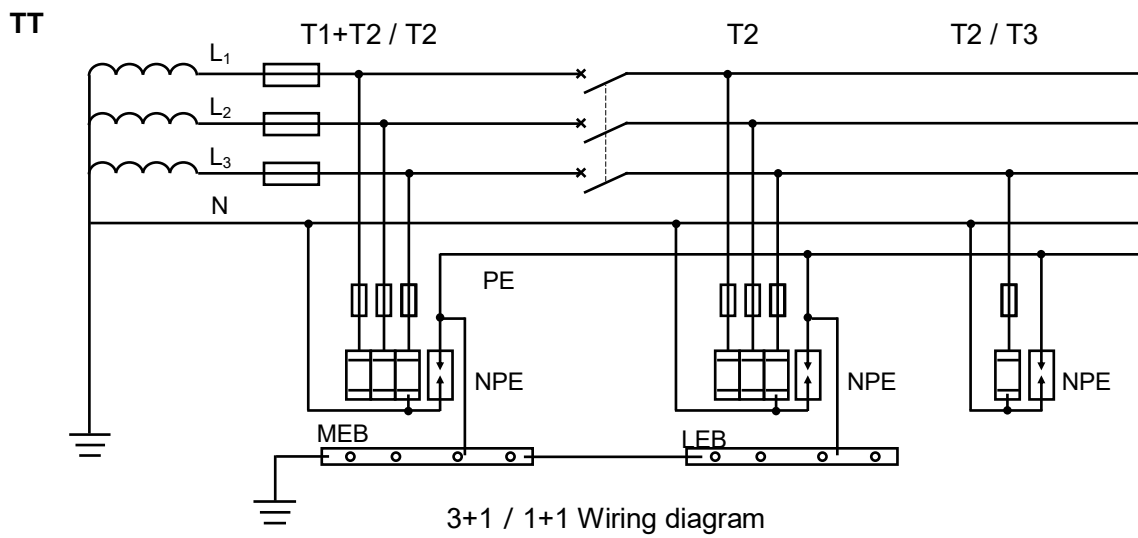 TT
T1+T2 / T2
T2
T2 / T3
L₁
L₂
L₃
N
PE
NPE
NPE
NPE
MEB
LEB
3+1 / 1+1 Wiring diagram